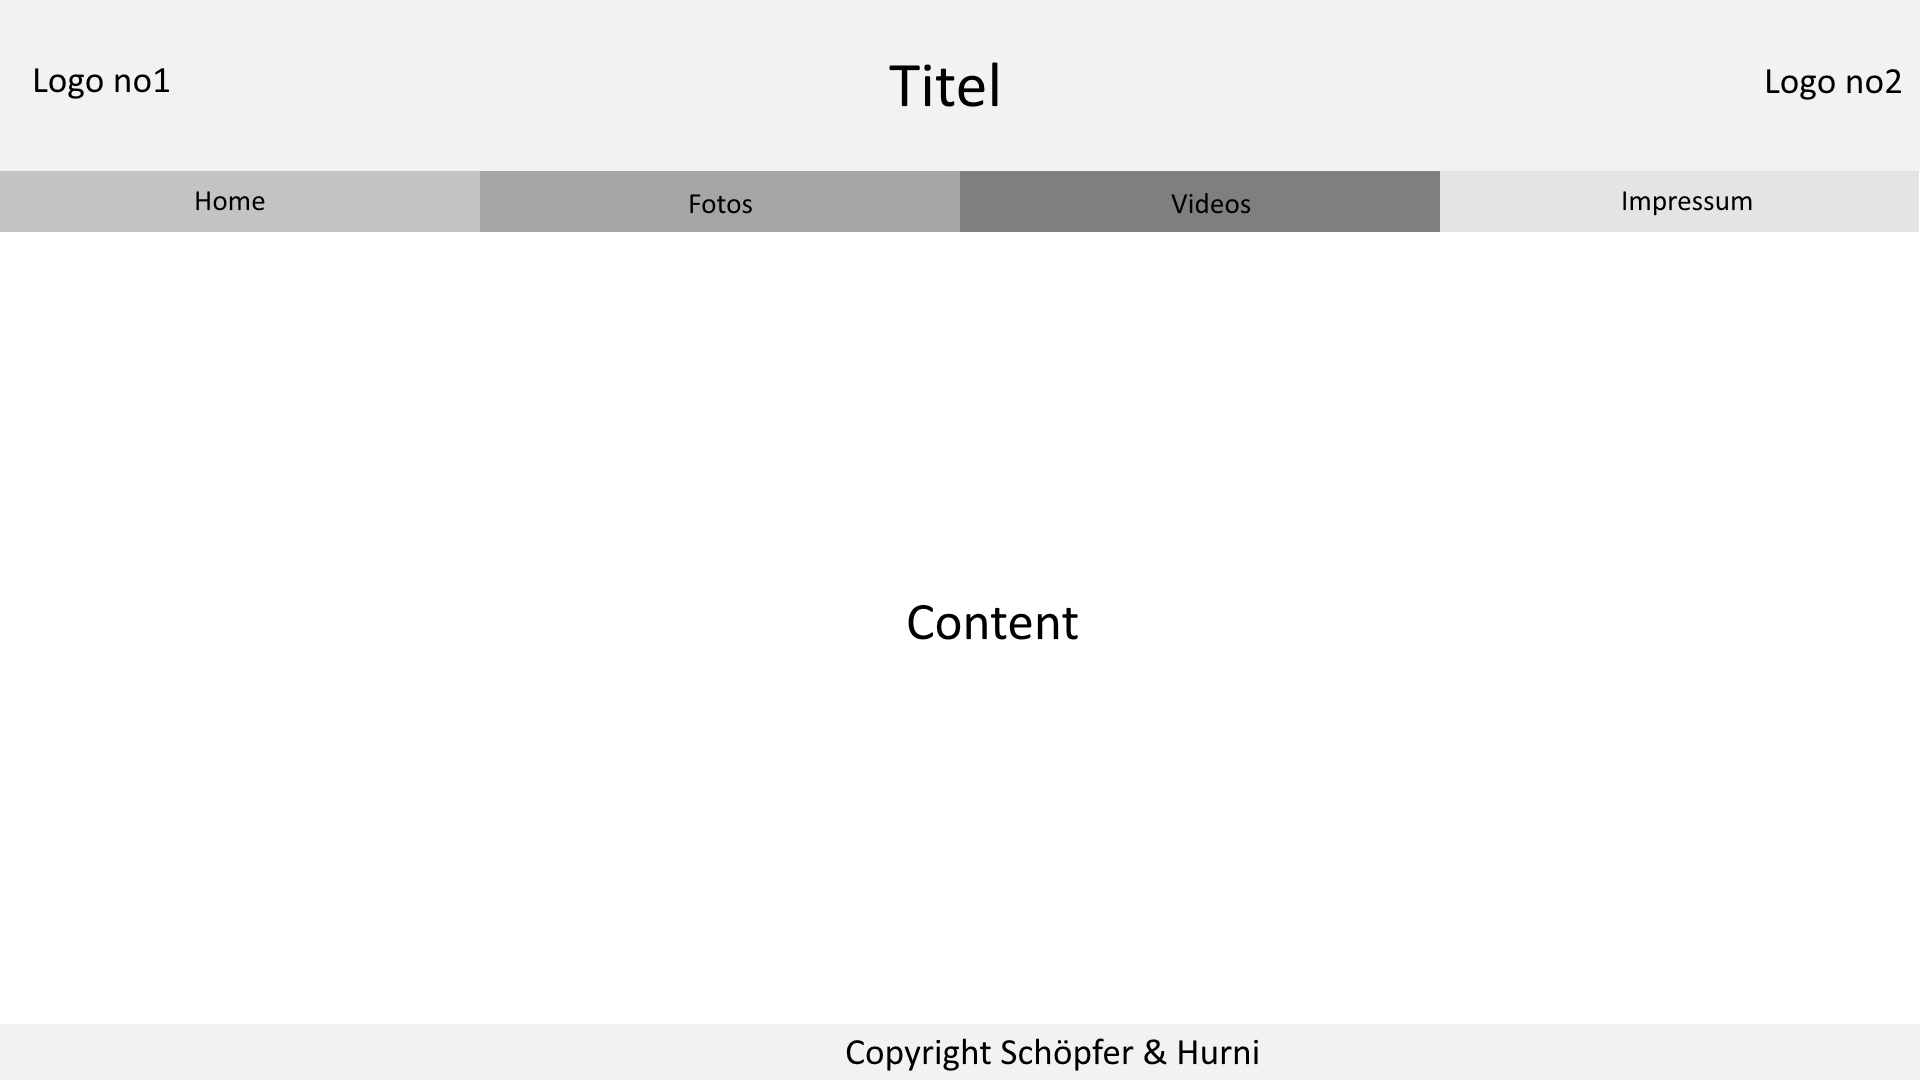 Logo no1
Titel
Logo no2
Home
Fotos
Videos
Impressum
Content
Copyright Schöpfer & Hurni